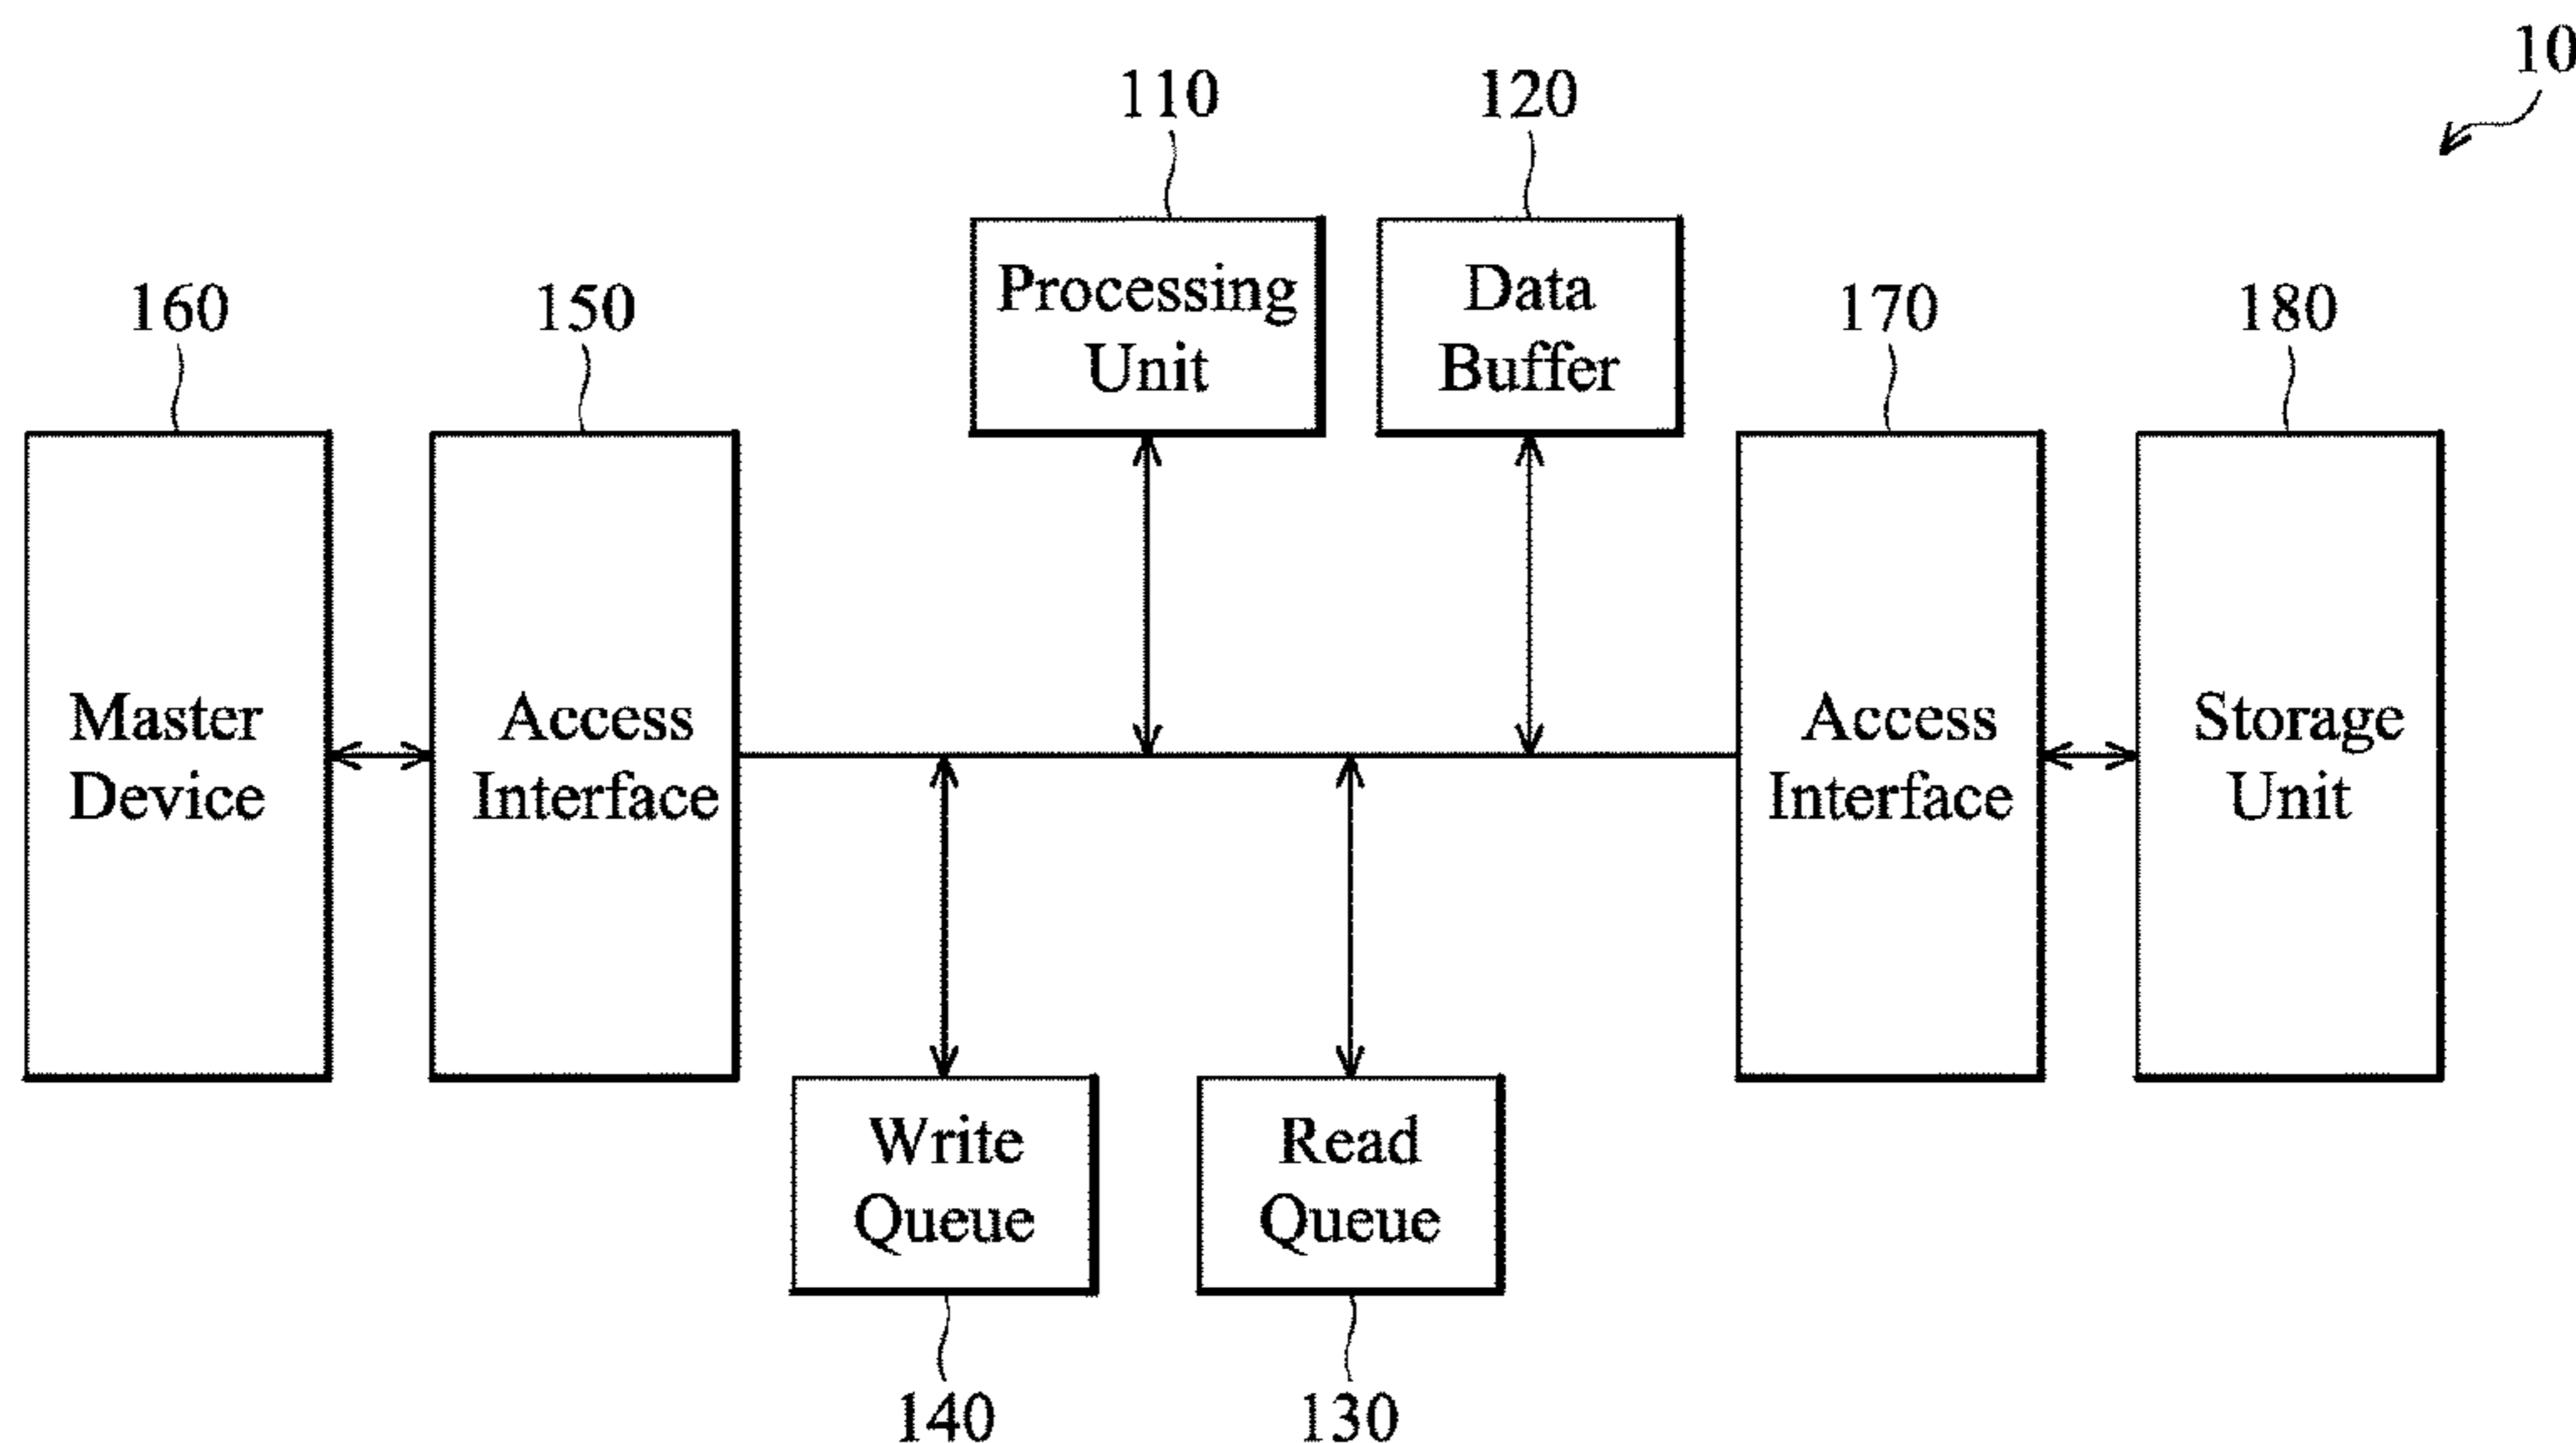 10
110
120
160
150
Processing
Unit
Data
Buffer
170
180
Master
Device
Access
Interface
Access
Interface
Storage
Unit
Write
Queue
Read
Queue
140
130